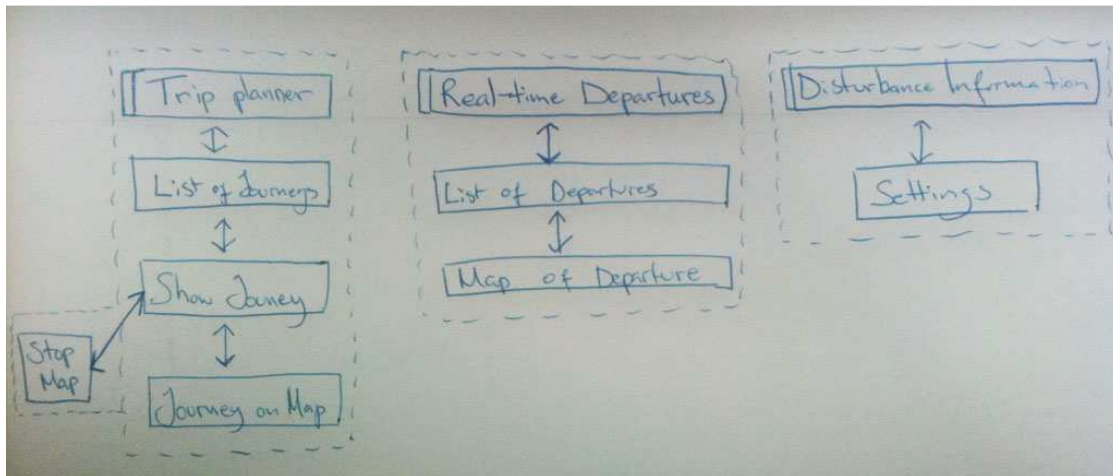 Trip planner
List of Journeys
Show Jouney
Stop
Map
Journey on Map
Real-time Departures
List of Departures
Map of Departure
Disturbance Information
Settings